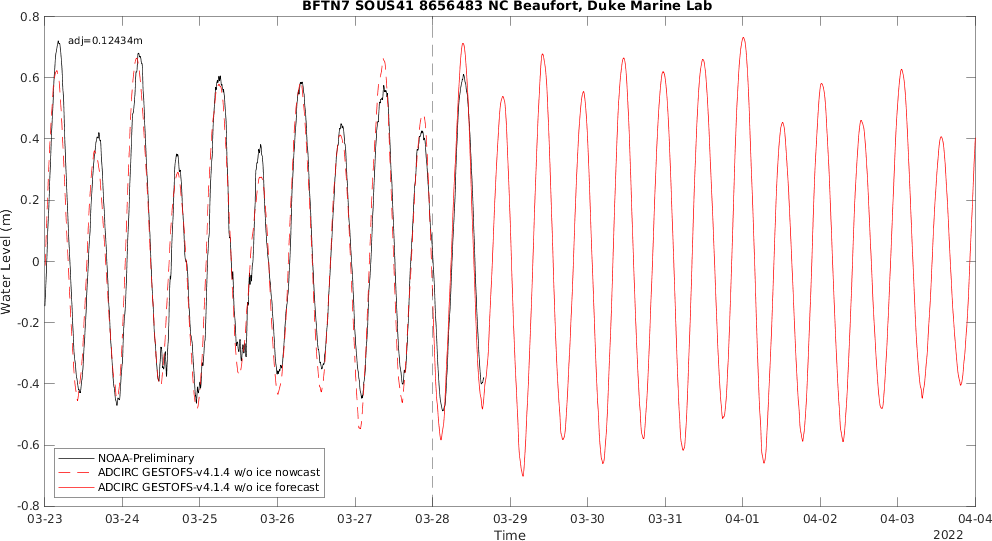 BFTN7 SOUS41 8656483 NC Beaufort, Duke Marine Lab
adj=0.12434m
0.8
0.6
0.4
0.2
0
-0.2
-0.4
-0.6
-0.8
Water Level (m)
NOAA-Preliminary
ADCIRC GESTOFS-v4.1.4 w/o ice nowcast
ADCIRC GESTOFS-v4.1.4 w/o ice forecast
03-23 03-24 03-25 03-26 03-27 03-28 03-29 03-30 03-31 04-01 04-02 04-03 04-04
Time
2022